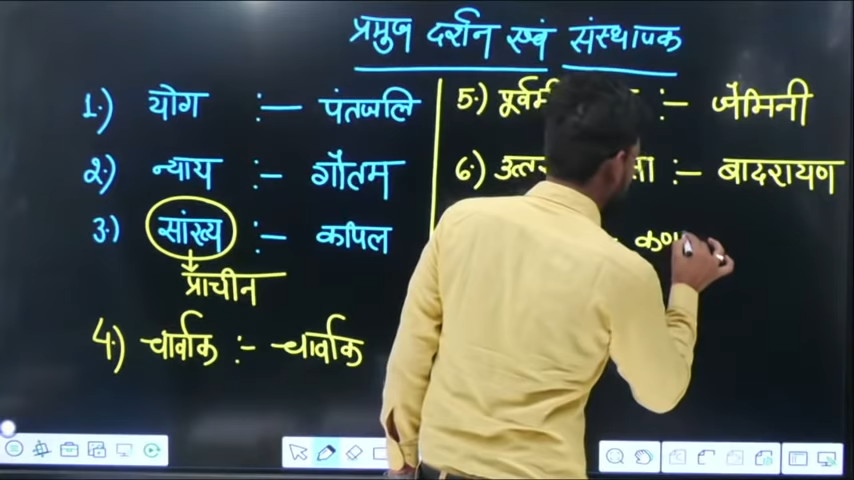 प्रमुख दर्शन एवं संस्थापक
1.) योग :— पंतजलि
2.) न्याय :— गौतम
3.) सांख्य :— कपिल
प्राचीन
4.) चार्वाक :- चार्वाक
5.) :— जैमिनी
6.) :— बादरायण